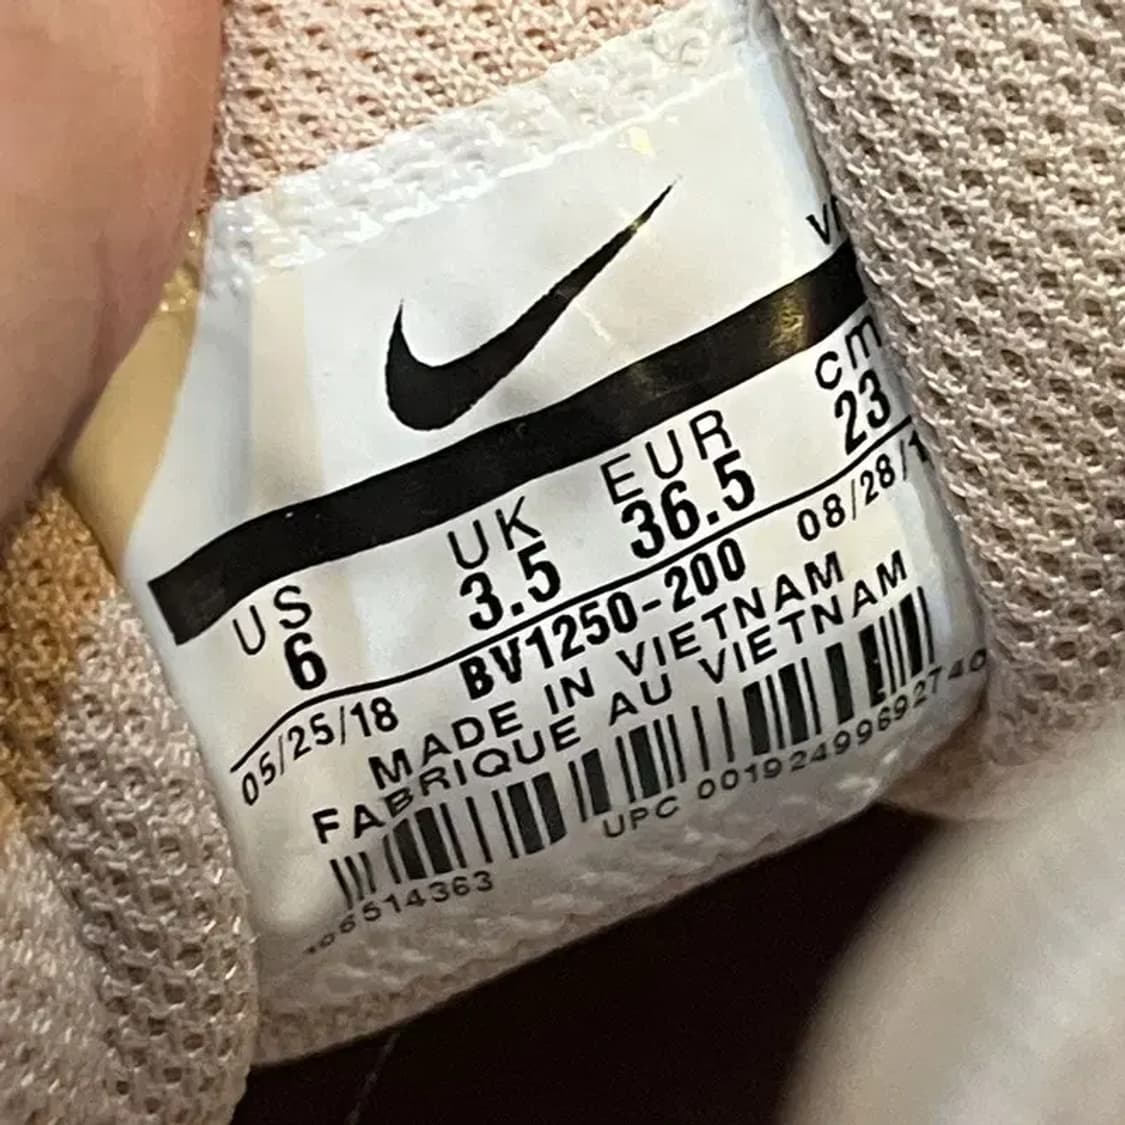 US UK EUR cm
6 3.5 36.5 23
05/25/18 08/28/1
BV1250-200
MADE IN VIETNAM
FABRIQUE AU VIETNAM
6514363 UPC 00192499692740